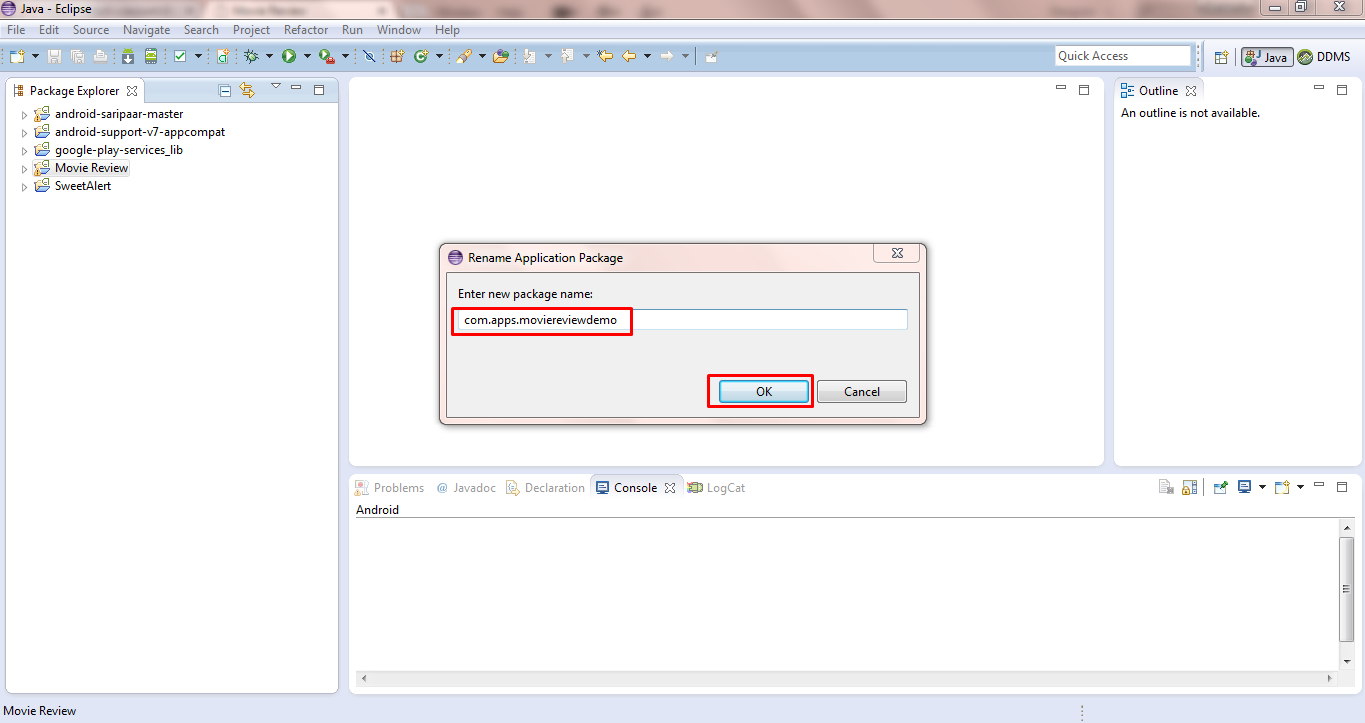 Java - Eclipse
File Edit Source Navigate Search Project Refactor Run Window Help
Quick Access
Java
DDMS
Package Explorer
android-saripaar-master
android-support-v7-appcompat
google-play-services_lib
Movie Review
SweetAlert
Outline
An outline is not available.
Rename Application Package
Enter new package name:
com.apps.moviereviewdemo
OK Cancel
Problems @ Javadoc Declaration Console LogCat
Android
Movie Review